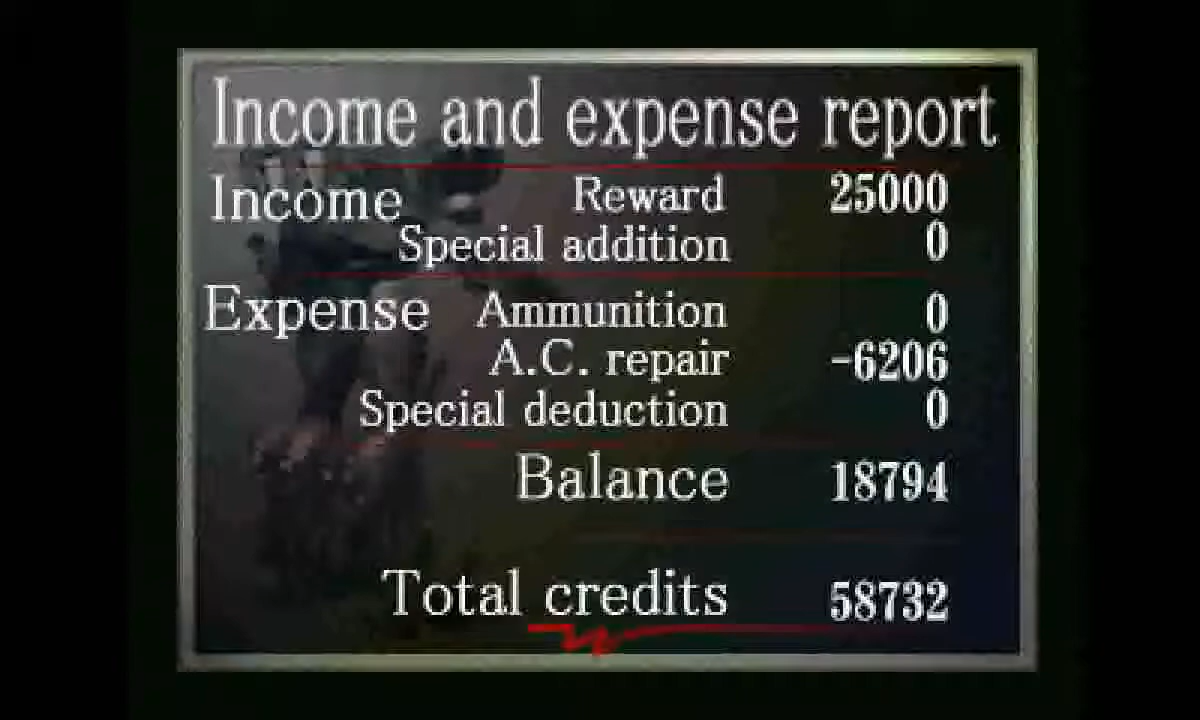 Income and expense report
Income Reward 25000
Special addition 0
Expense Ammunition 0
A.C. repair -6206
Special deduction 0
Balance 18794
Total credits 58732